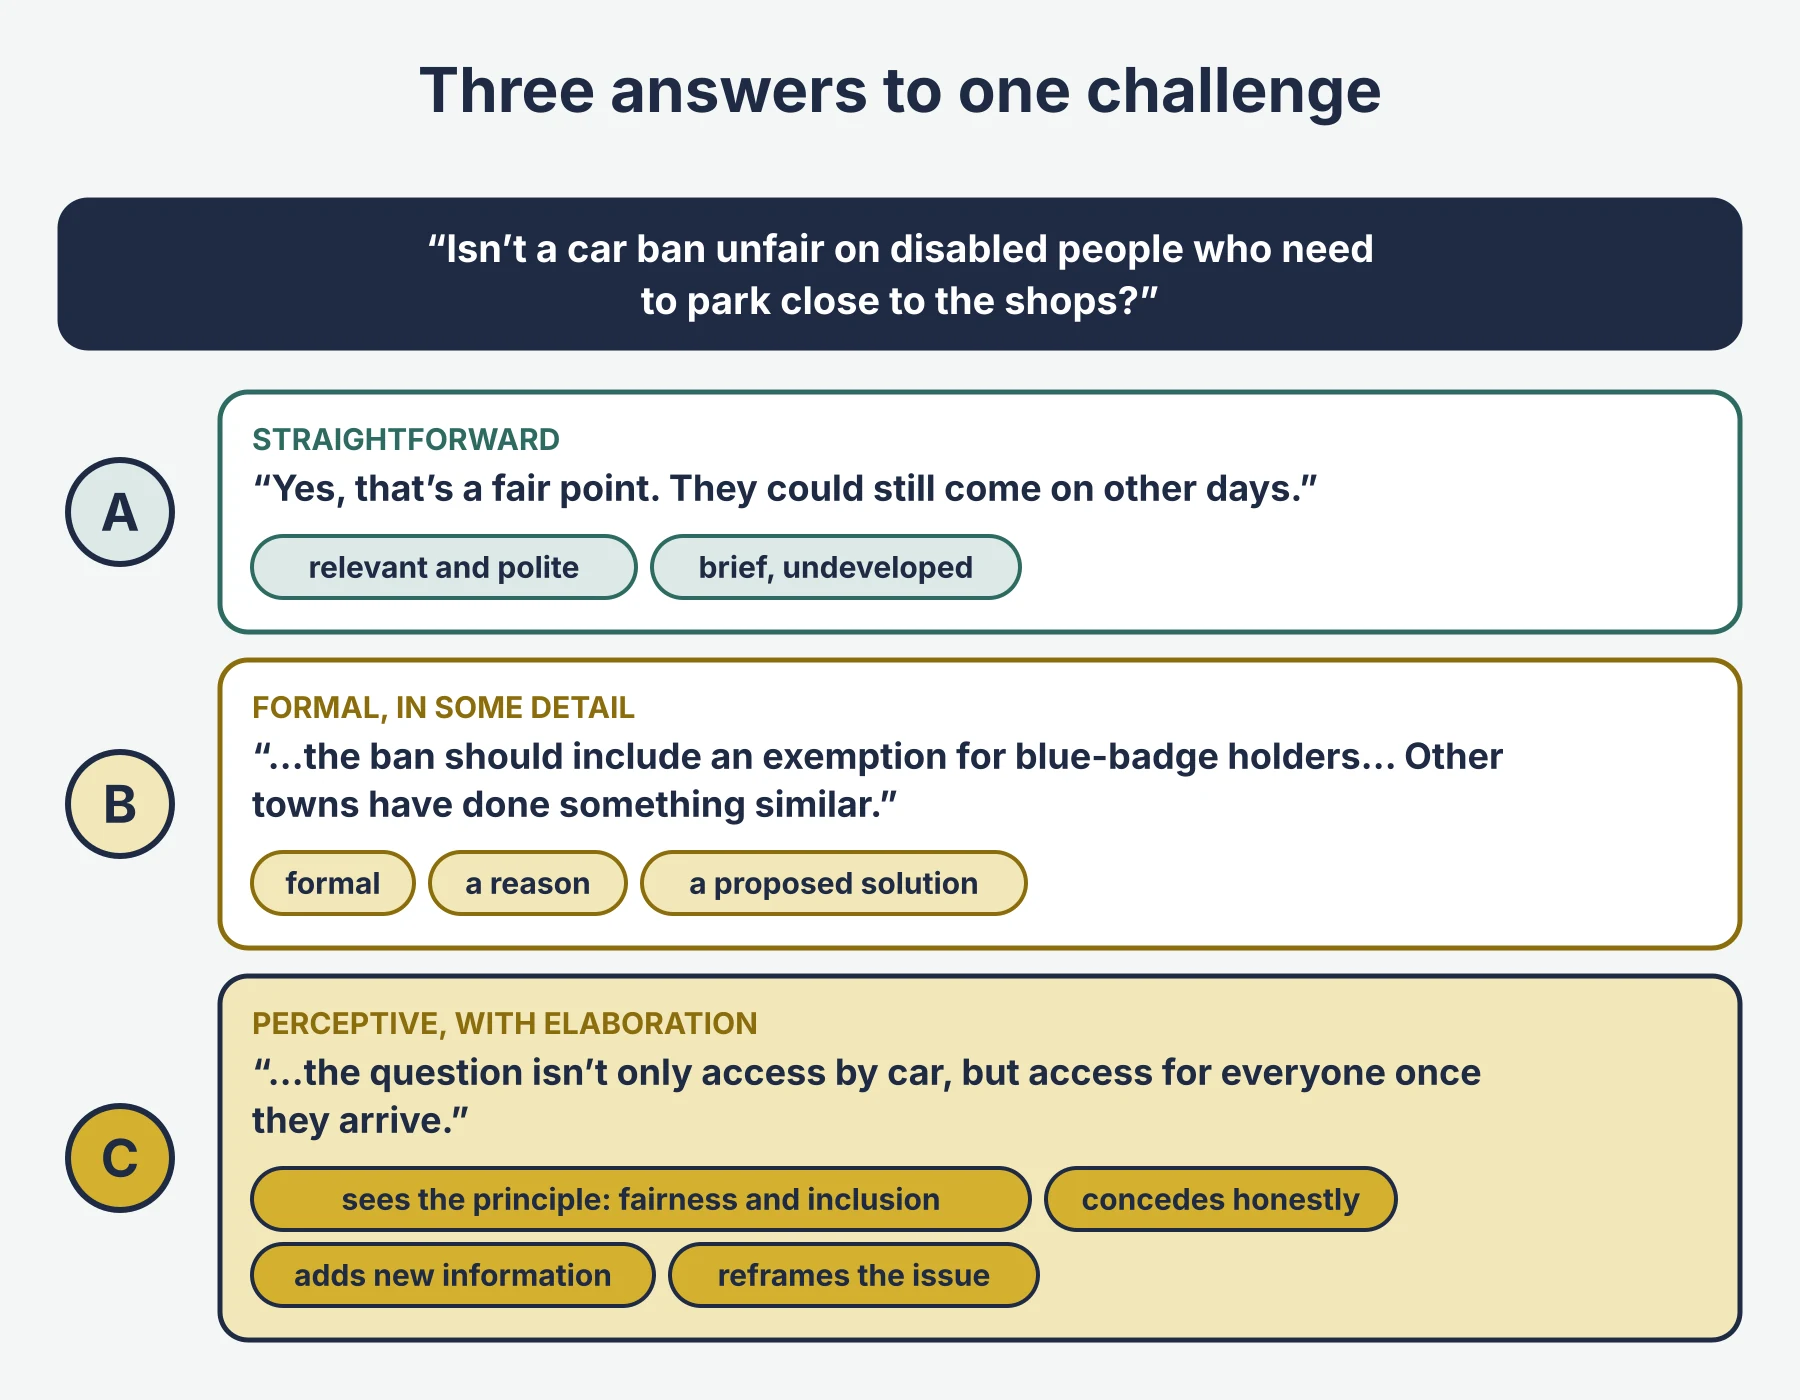 Three answers to one challenge
“Isn’t a car ban unfair on disabled people who need
to park close to the shops?”
A
STRAIGHTFORWARD
“Yes, that’s a fair point. They could still come on other days.”
relevant and polite
brief, undeveloped
B
FORMAL, IN SOME DETAIL
“…the ban should include an exemption for blue-badge holders… Other
towns have done something similar.”
formal
a reason
a proposed solution
C
PERCEPTIVE, WITH ELABORATION
“…the question isn’t only access by car, but access for everyone once
they arrive.”
sees the principle: fairness and inclusion
concedes honestly
adds new information
reframes the issue